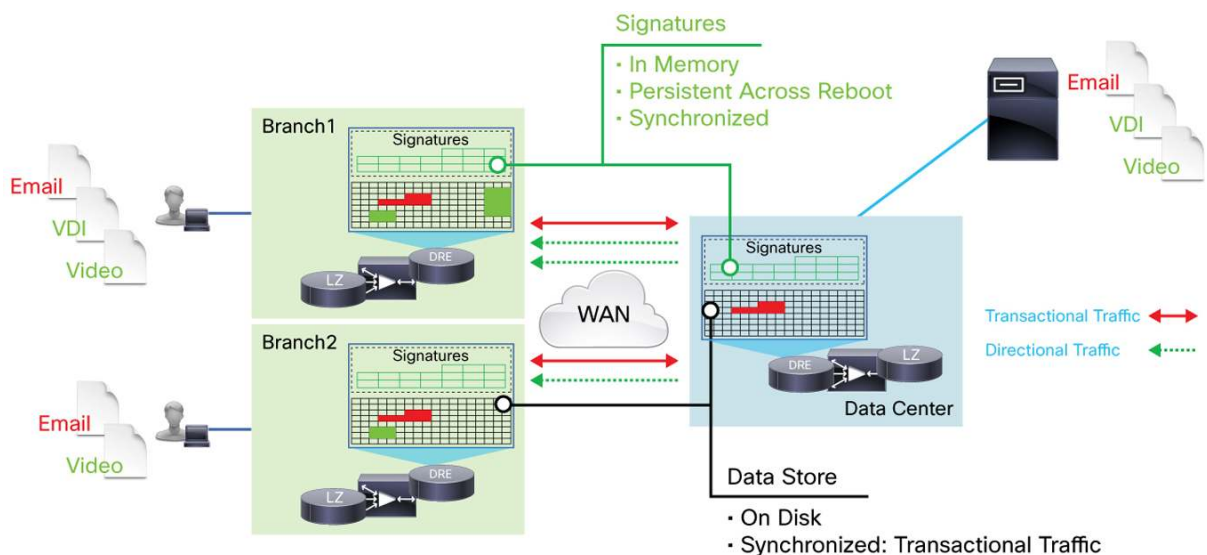 Signatures
· In Memory
· Persistent Across Reboot
· Synchronized
Email
VDI
Video
Branch1
Signatures
Email
VDI
Video
DRE
LZ
Signatures
WAN
Transactional Traffic
Directional Traffic
Branch2
Signatures
DRE
LZ
Data Center
Email
Video
DRE
LZ
Data Store
· On Disk
· Synchronized: Transactional Traffic